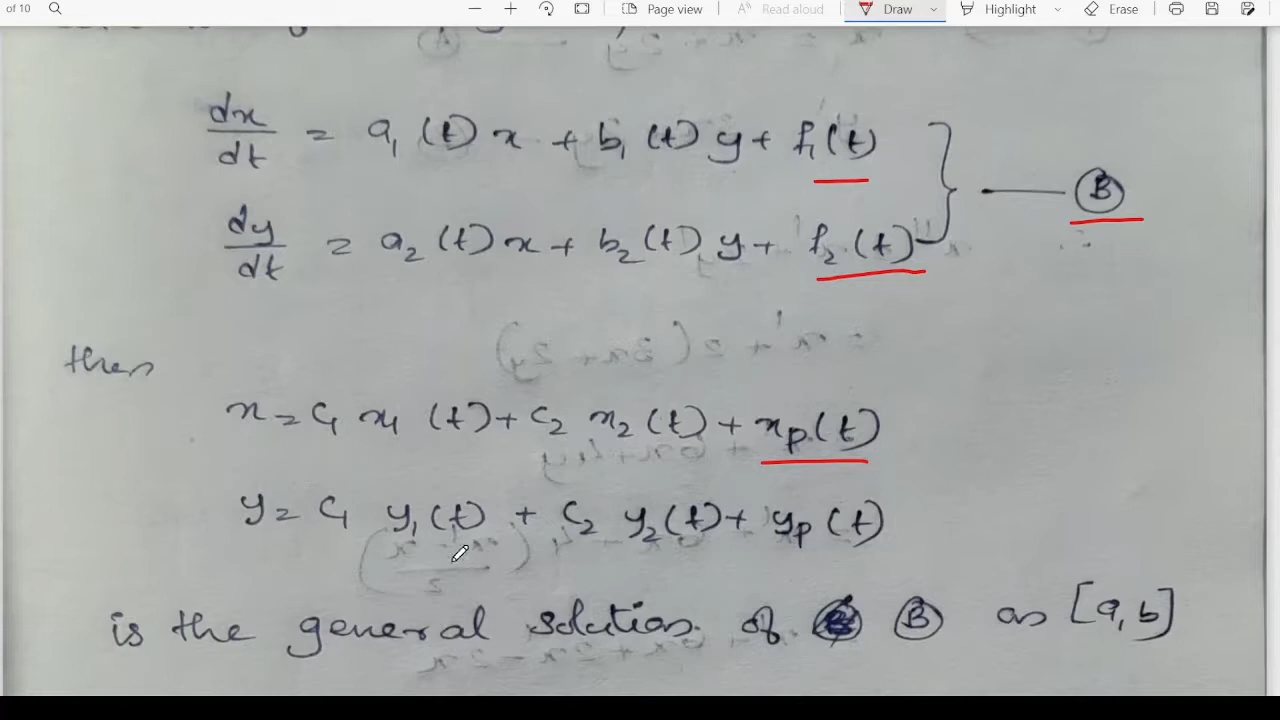 of 10 Page view Read aloud Draw Highlight Erase
dx/dt = a₁(t)x + b₁(t)y + f₁(t)
dy/dt = a₂(t)x + b₂(t)y + f₂(t) } — (B)
then
x = c₁ x₁(t) + c₂ x₂(t) + xₚ(t)
y = c₁ y₁(t) + c₂ y₂(t) + yₚ(t)
is the general solution of (B) on [a, b]